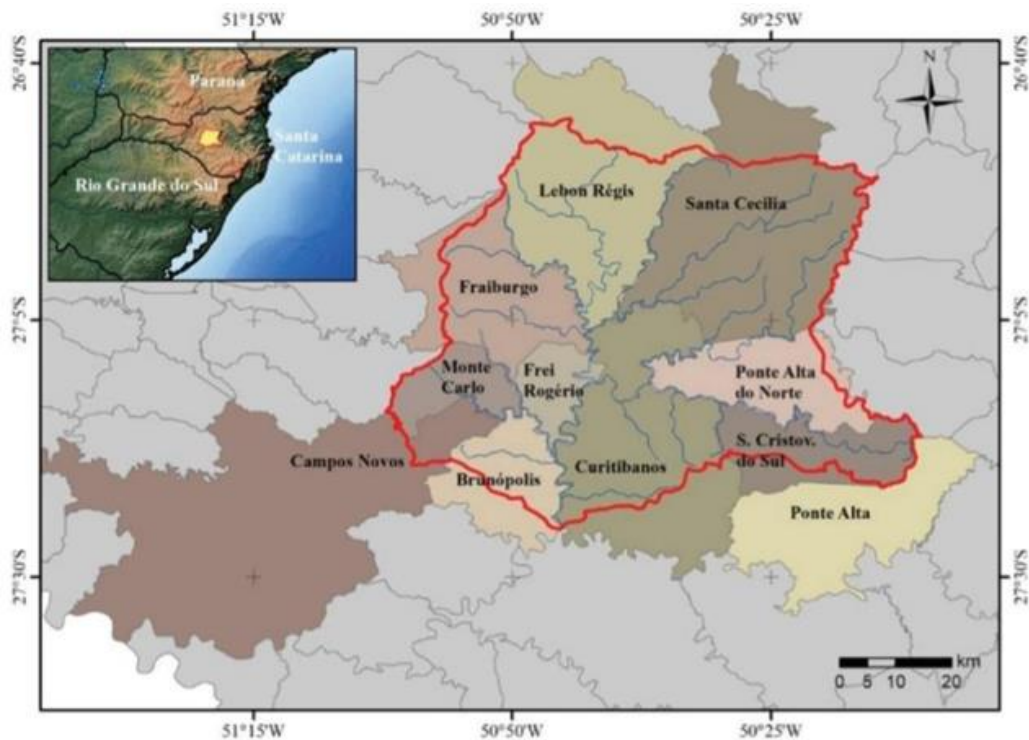 51°15'W 50°50'W 50°25'W
26°40'S
26°40'S
N
Parana
Santa
Catarina
Rio Grande do Sul
Lebon Régis
Santa Cecilia
Fraiburgo
27°5'S
27°5'S
Monte
Carlo
Frei
Rogério
Ponte Alta
do Norte
Campos Novos
Brunópolis
Curitibanos
S. Cristov.
do Sul
Ponte Alta
27°30'S
27°30'S
km
0 5 10 20
51°15'W 50°50'W 50°25'W